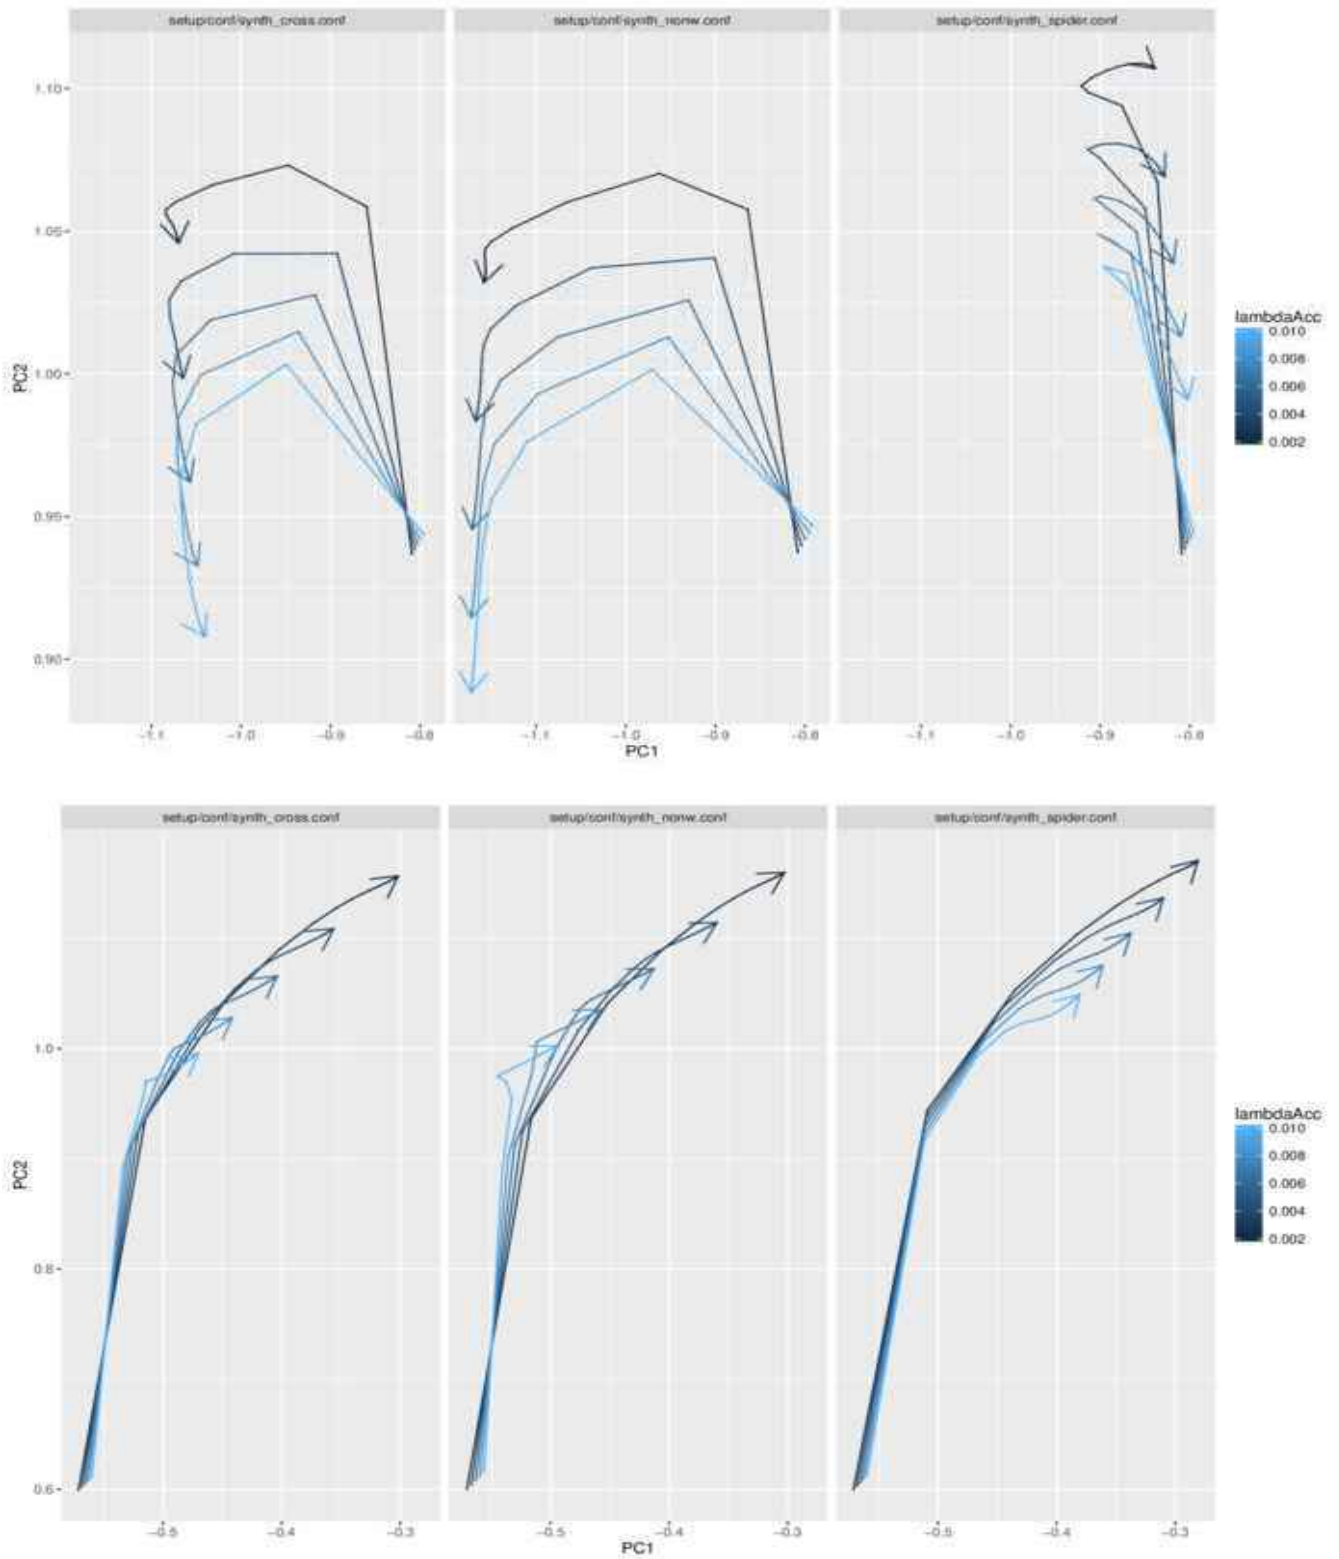 setup/conf/synth_cross.conf setup/conf/synth_nonw.conf setup/conf/synth_spider.conf
1.10
1.05
1.00
0.95
0.90
PC2
-1.1 -1.0 -0.9 -0.8 -1.1 -1.0 -0.9 -0.8 -1.1 -1.0 -0.9 -0.8
PC1
lambdaAcc
0.010
0.008
0.006
0.004
0.002
setup/conf/synth_cross.conf setup/conf/synth_nonw.conf setup/conf/synth_spider.conf
1.0
0.8
0.6
PC2
-0.5 -0.4 -0.3 -0.5 -0.4 -0.3 -0.5 -0.4 -0.3
PC1
lambdaAcc
0.010
0.008
0.006
0.004
0.002